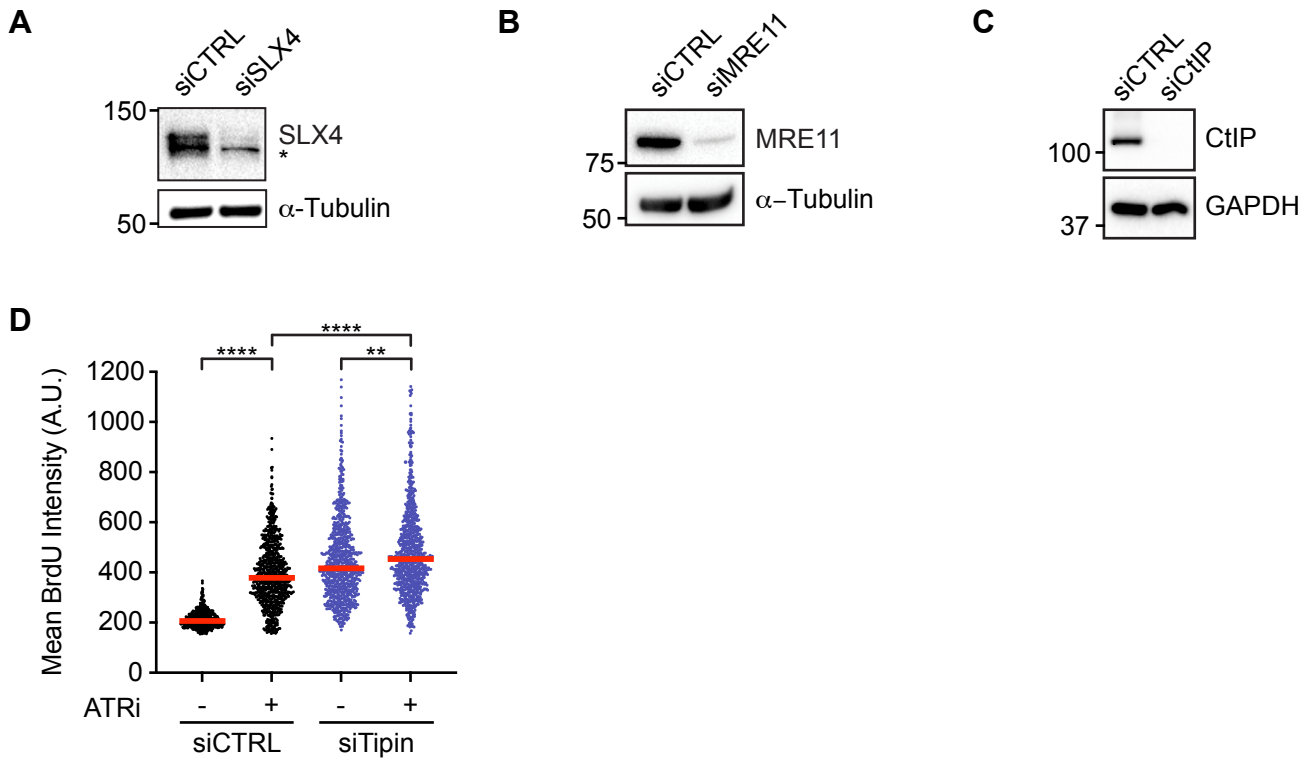 A
siCTRL siSLX4
150
SLX4
*
α-Tubulin
50
B
siCTRL siMRE11
MRE11
75
α–Tubulin
50
C
siCTRL siCtIP
CtIP
100
GAPDH
37
D
****
**** **
Mean BrdU Intensity (A.U.)
1200
1000
800
600
400
200
0
ATRi - + - +
siCTRL siTipin